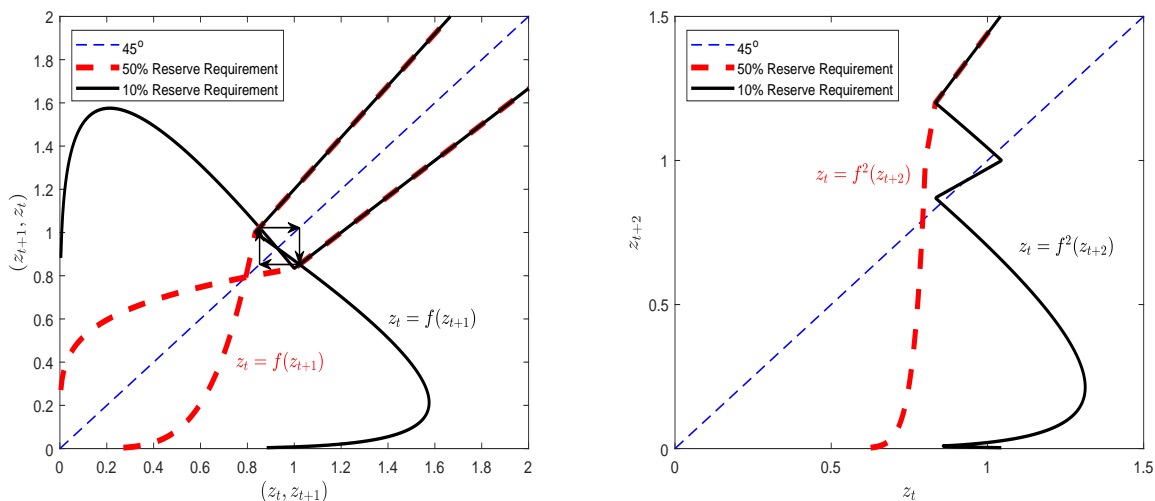 45°
50% Reserve Requirement
10% Reserve Requirement
2
1.8
1.6
1.4
1.2
1
0.8
0.6
0.4
0.2
0
(z_{t+1}, z_t)
z_t = f(z_{t+1})
z_t = f(z_{t+1})
0 0.2 0.4 0.6 0.8 1 1.2 1.4 1.6 1.8 2
(z_t, z_{t+1})
45°
50% Reserve Requirement
10% Reserve Requirement
1.5
1
0.5
0
z_{t+2}
z_t = f^2(z_{t+2})
z_t = f^2(z_{t+2})
0 0.5 1 1.5
z_t